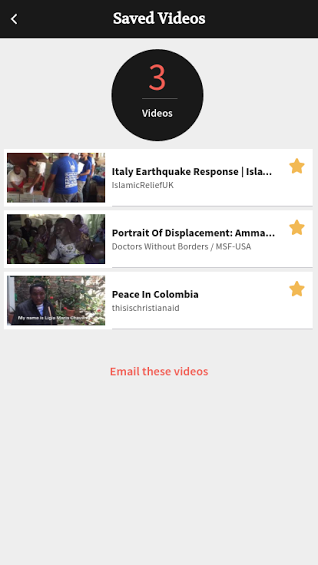 Saved Videos
3
Videos
Italy Earthquake Response | Isla...
IslamicReliefUK
Portrait Of Displacement: Amma...
Doctors Without Borders / MSF-USA
Peace In Colombia
thisischristianaid
My name is Ligia Maria Chaverra
Email these videos